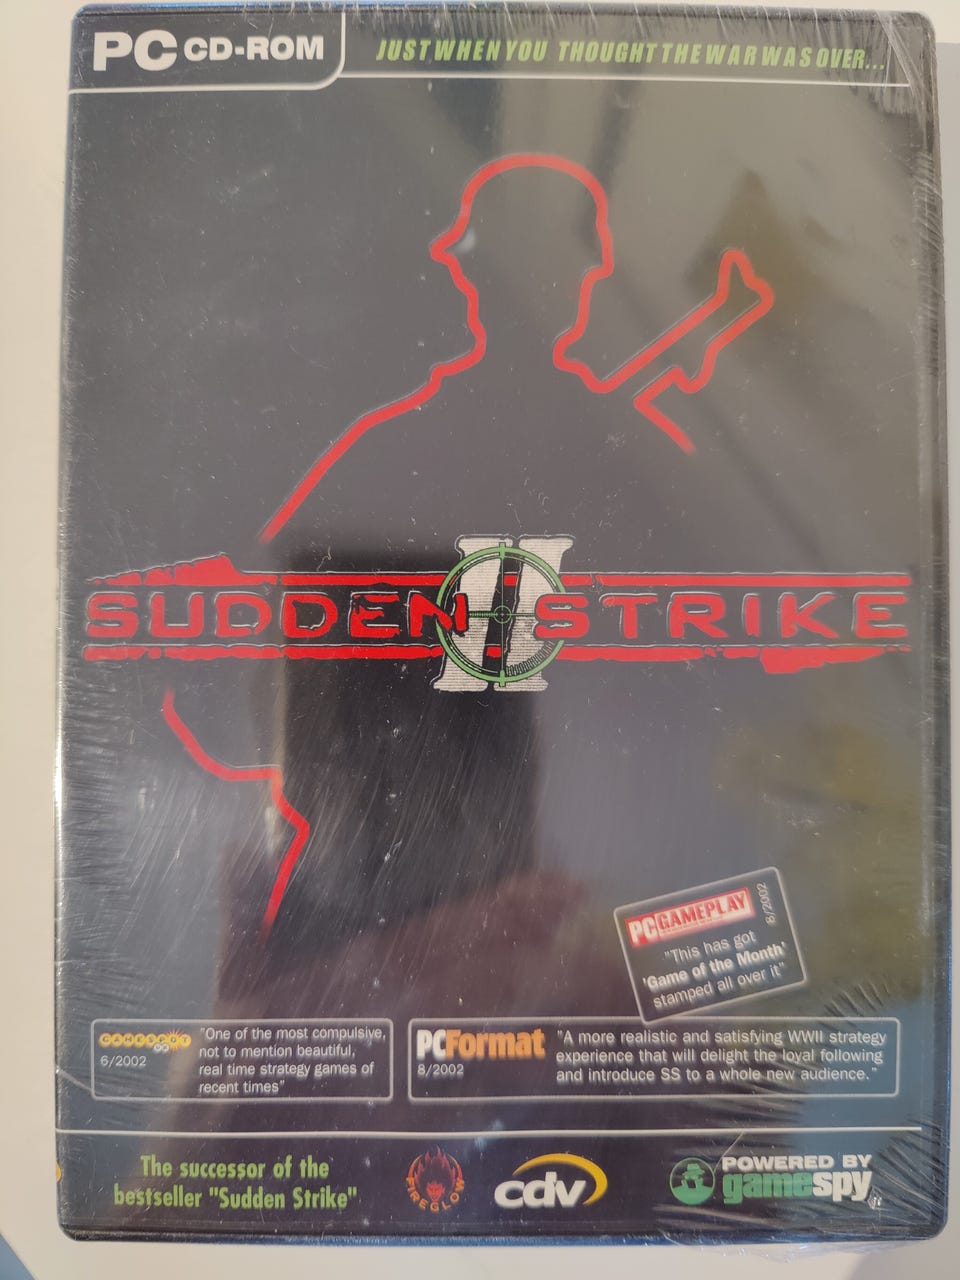 PC CD-ROM
JUST WHEN YOU THOUGHT THE WAR WAS OVER...
II
SUDDEN STRIKE
PCGAMEPLAY
8/2002
"This has got
'Game of the Month'
stamped all over it"
GAMESPOT
UK
6/2002
"One of the most compulsive,
not to mention beautiful,
real time strategy games of
recent times"
PCFormat
8/2002
"A more realistic and satisfying WWII strategy
experience that will delight the loyal following
and introduce SS to a whole new audience."
The successor of the
bestseller "Sudden Strike"
FIREGLOW
cdv
POWERED BY
gamespy